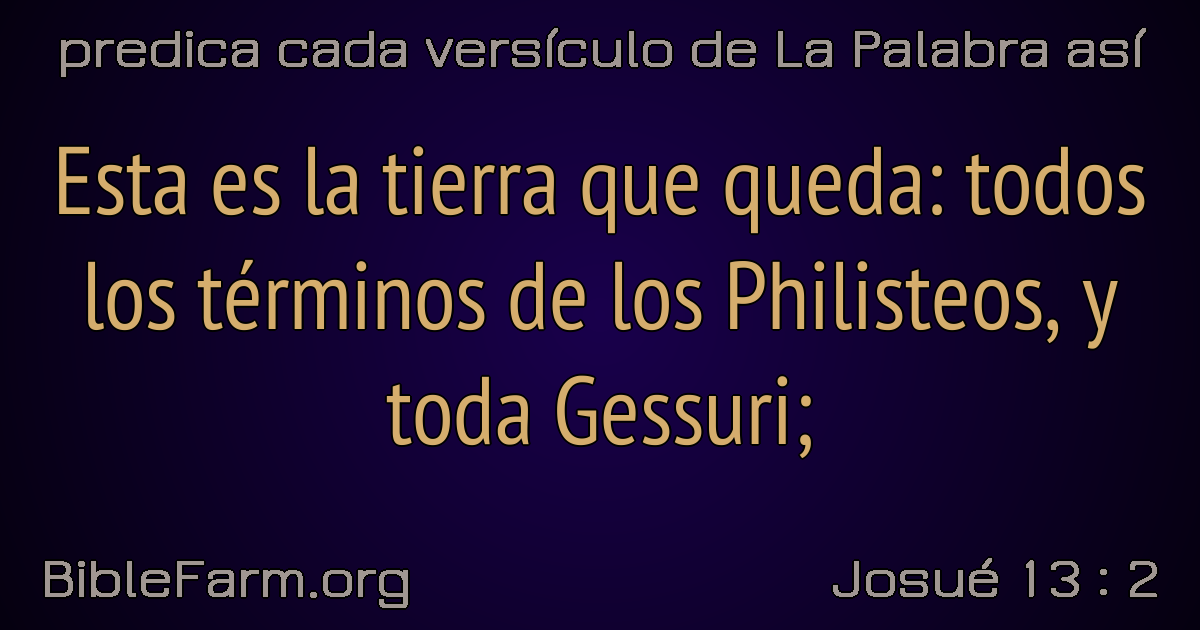 predica cada versículo de La Palabra así
Esta es la tierra que queda: todos
los términos de los Philisteos, y
toda Gessuri;
BibleFarm.org
Josué 13 : 2